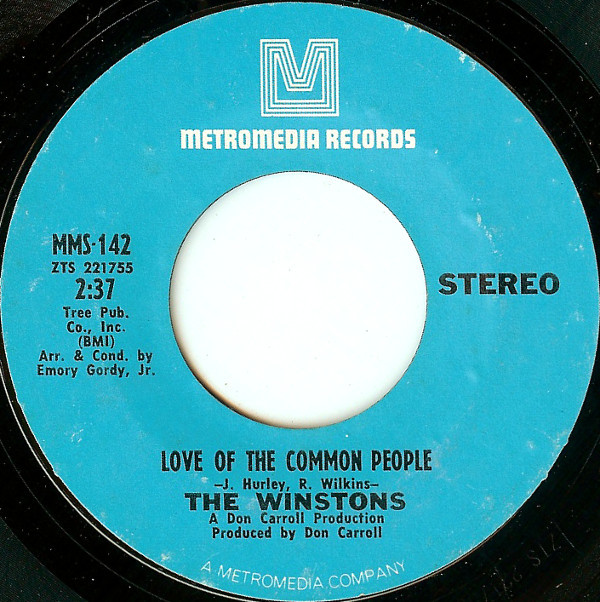 METROMEDIA RECORDS
MMS-142
ZTS 221755
2:37
Tree Pub.
Co., Inc.
(BMI)
Arr. & Cond. by
Emory Gordy, Jr.
STEREO
LOVE OF THE COMMON PEOPLE
-J. Hurley, R. Wilkins-
THE WINSTONS
A Don Carroll Production
Produced by Don Carroll
A METROMEDIA COMPANY